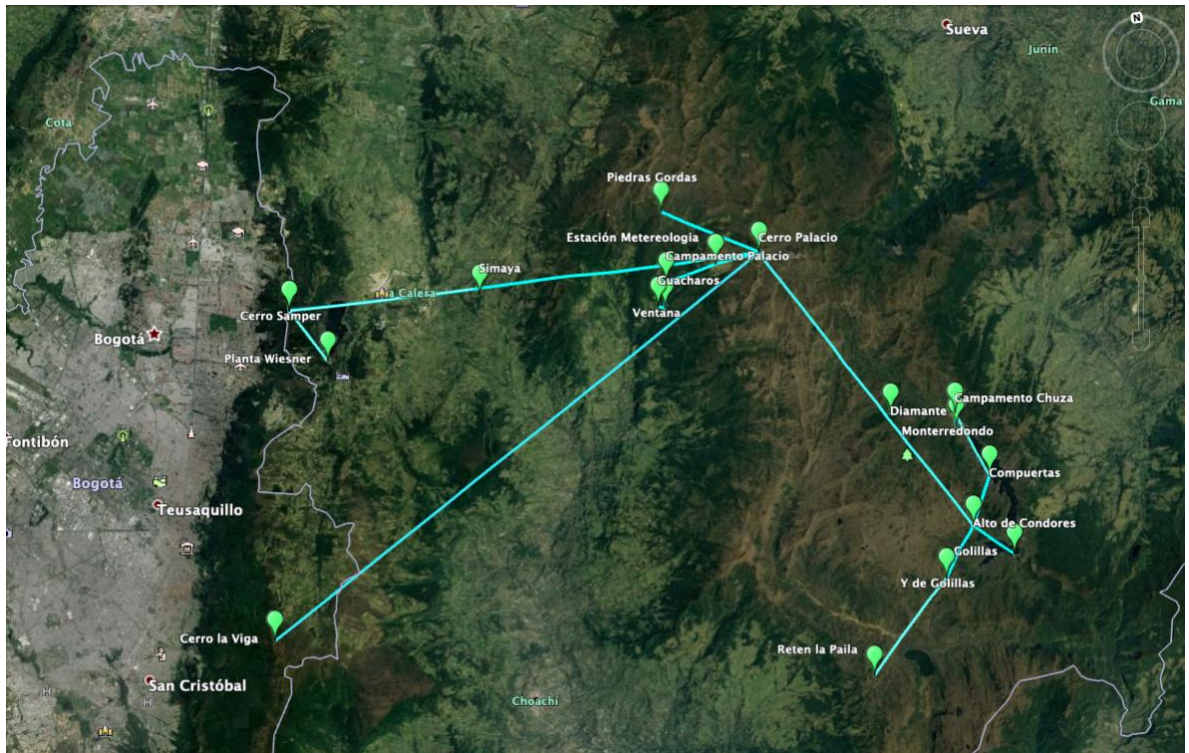 N
Sueva
Junín
Gama
Cota
Piedras Gordas
Estación Metereologia
Cerro Palacio
Campamento Palacio
Simaya
Guacharos
a Calera
Ventana
Cerro Samper
Bogotá
Planta Wiesner
Campamento Chuza
Diamante
Monterredondo
Fontibón
Compuertas
Bogotá
Teusaquillo
Alto de Condores
Golillas
Y de Golillas
Cerro la Viga
Reten la Paila
San Cristóbal
Choachí